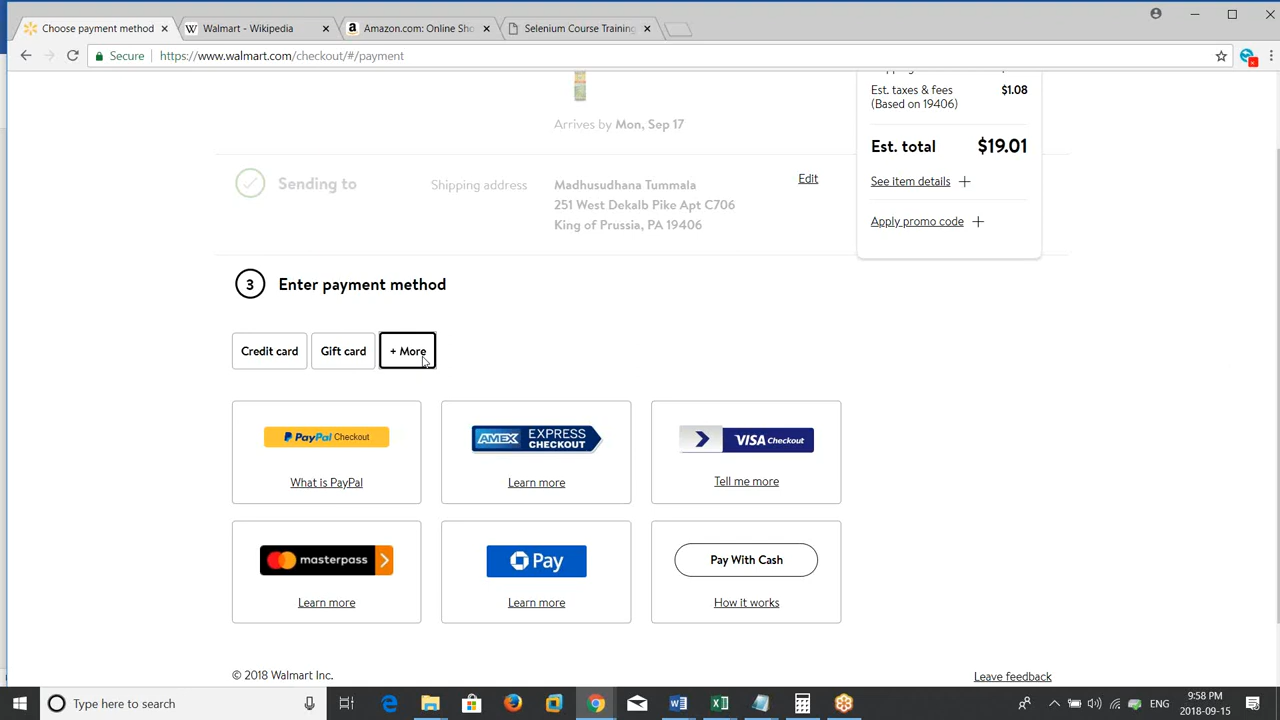 Choose payment method
Walmart - Wikipedia
Amazon.com: Online Sho
Selenium Course Training
Secure
https://www.walmart.com/checkout/#/payment
Est. taxes & fees $1.08
(Based on 19406)
Arrives by Mon, Sep 17
Est. total $19.01
Sending to
Shipping address
Madhusudhana Tummala
251 West Dekalb Pike Apt C706
King of Prussia, PA 19406
Edit
See item details
Apply promo code
3 Enter payment method
Credit card
Gift card
+ More
PayPal Checkout
What is PayPal
AMEX EXPRESS CHECKOUT
Learn more
VISA Checkout
Tell me more
masterpass
Learn more
Pay
Learn more
Pay With Cash
How it works
© 2018 Walmart Inc.
Leave feedback
Type here to search
ENG
9:58 PM
2018-09-15